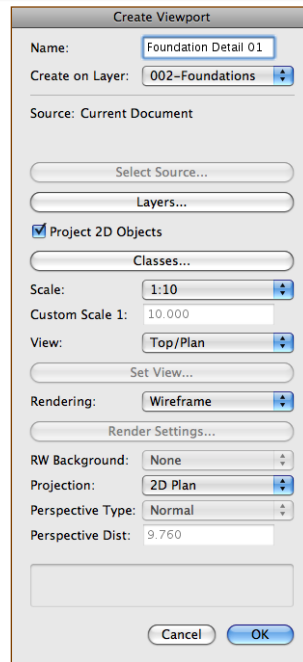 Create Viewport
Name: Foundation Detail 01
Create on Layer: 002-Foundations
Source: Current Document
Select Source...
Layers...
Project 2D Objects
Classes...
Scale: 1:10
Custom Scale 1: 10.000
View: Top/Plan
Set View...
Rendering: Wireframe
Render Settings...
RW Background: None
Projection: 2D Plan
Perspective Type: Normal
Perspective Dist: 9.760
Cancel OK